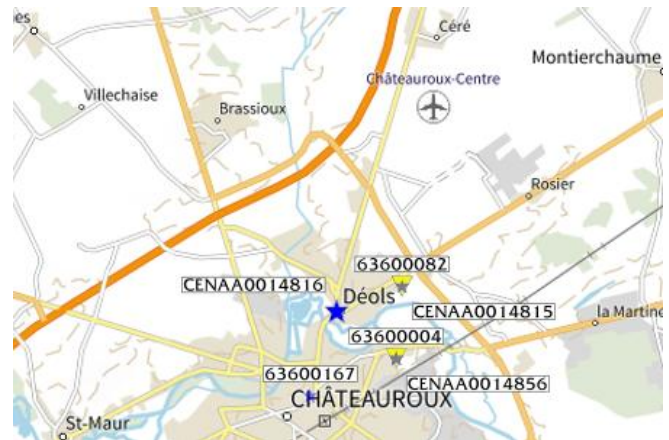 Céré
Montierchaume
Châteauroux-Centre
Villechaise
Brassioux
Rosier
63600082
CENAA0014816
Déols
CENAA0014815
la Martine
63600004
63600167
CENAA0014856
CHÂTEAUROUX
St-Maur